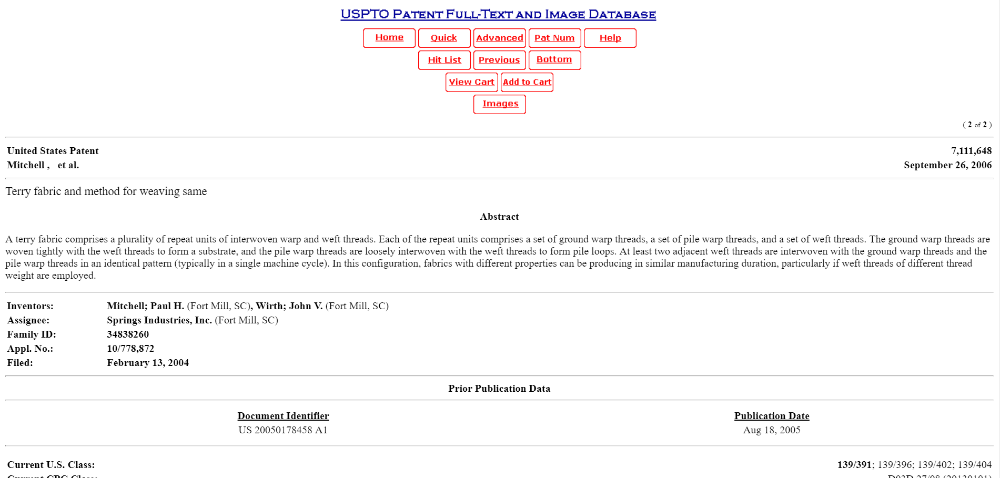 USPTO PATENT FULL-TEXT AND IMAGE DATABASE
Home Quick Advanced Pat Num Help
Hit List Previous Bottom
View Cart Add to Cart
Images
( 2 of 2 )
United States Patent 7,111,648
Mitchell , et al. September 26, 2006
Terry fabric and method for weaving same
Abstract
A terry fabric comprises a plurality of repeat units of interwoven warp and weft threads. Each of the repeat units comprises a set of ground warp threads, a set of pile warp threads, and a set of weft threads. The ground warp threads are
woven tightly with the weft threads to form a substrate, and the pile warp threads are loosely interwoven with the weft threads to form pile loops. At least two adjacent weft threads are interwoven with the ground warp threads and the
pile warp threads in an identical pattern (typically in a single machine cycle). In this configuration, fabrics with different properties can be producing in similar manufacturing duration, particularly if weft threads of different thread
weight are employed.
Inventors: Mitchell; Paul H. (Fort Mill, SC), Wirth; John V. (Fort Mill, SC)
Assignee: Springs Industries, Inc. (Fort Mill, SC)
Family ID: 34838260
Appl. No.: 10/778,872
Filed: February 13, 2004
Prior Publication Data
Document Identifier Publication Date
US 20050178458 A1 Aug 18, 2005
Current U.S. Class: 139/391; 139/396; 139/402; 139/404
Current CPC Class: D03D 27/08 (20130101)